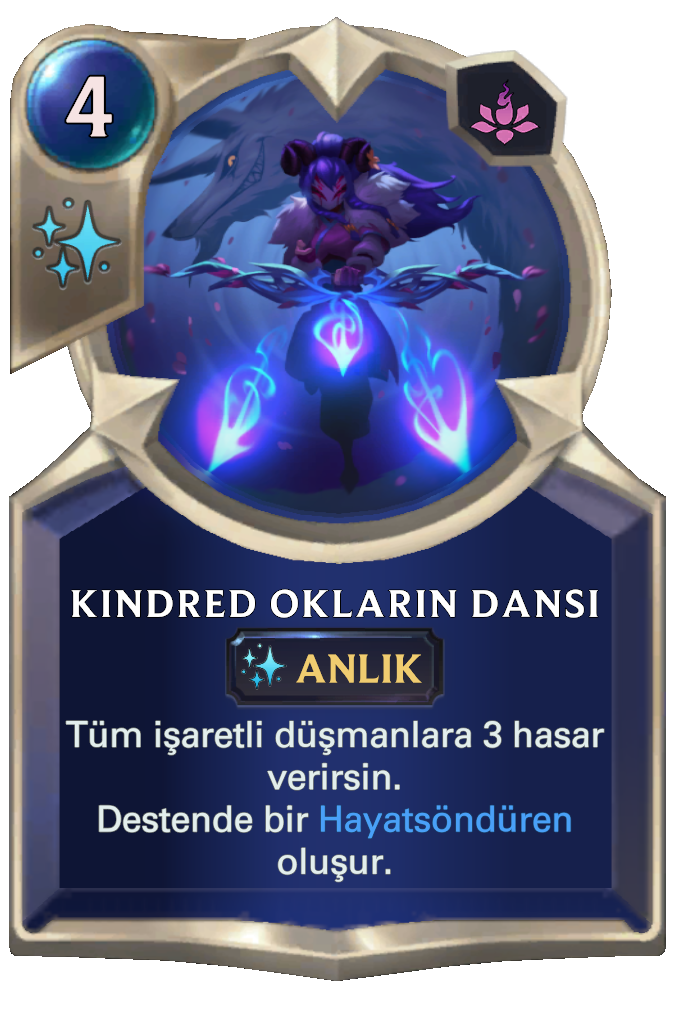 4
KINDRED OKLARIN DANSI
ANLIK
Tüm işaretli düşmanlara 3 hasar
verirsin.
Destende bir Hayatsöndüren
oluşur.